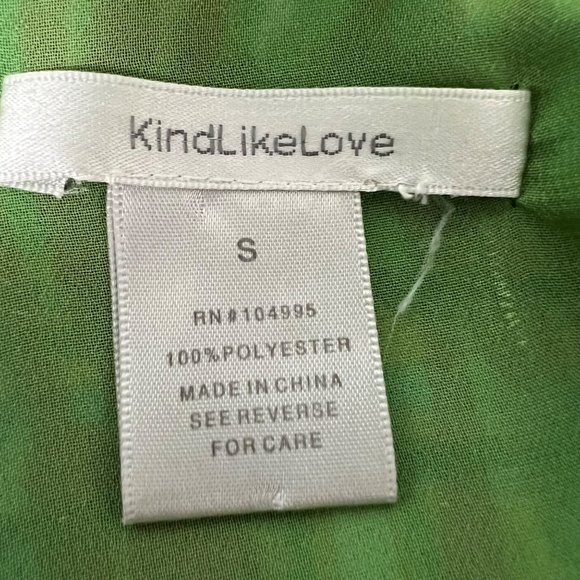 KindLikeLove
S
RN#104995
100%POLYESTER
MADE IN CHINA
SEE REVERSE
FOR CARE